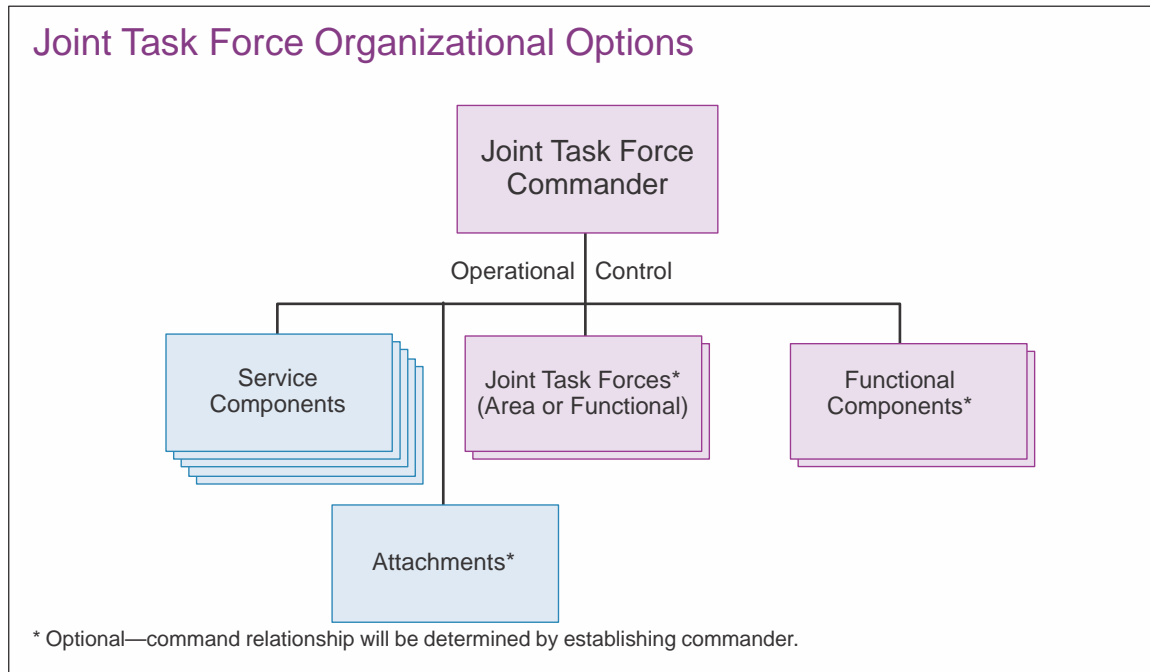 Joint Task Force Organizational Options
Joint Task Force
Commander
Operational Control
Service
Components
Joint Task Forces*
(Area or Functional)
Functional
Components*
Attachments*
* Optional—command relationship will be determined by establishing commander.